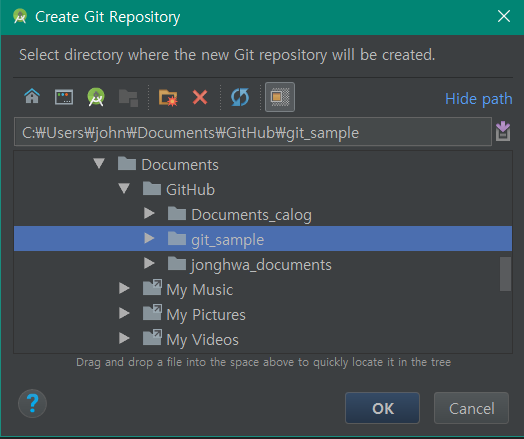 Create Git Repository
Select directory where the new Git repository will be created.
Hide path
C:₩Users₩john₩Documents₩GitHub₩git_sample
Documents
GitHub
Documents_calog
git_sample
jonghwa_documents
My Music
My Pictures
My Videos
Drag and drop a file into the space above to quickly locate it in the tree
?
OK
Cancel